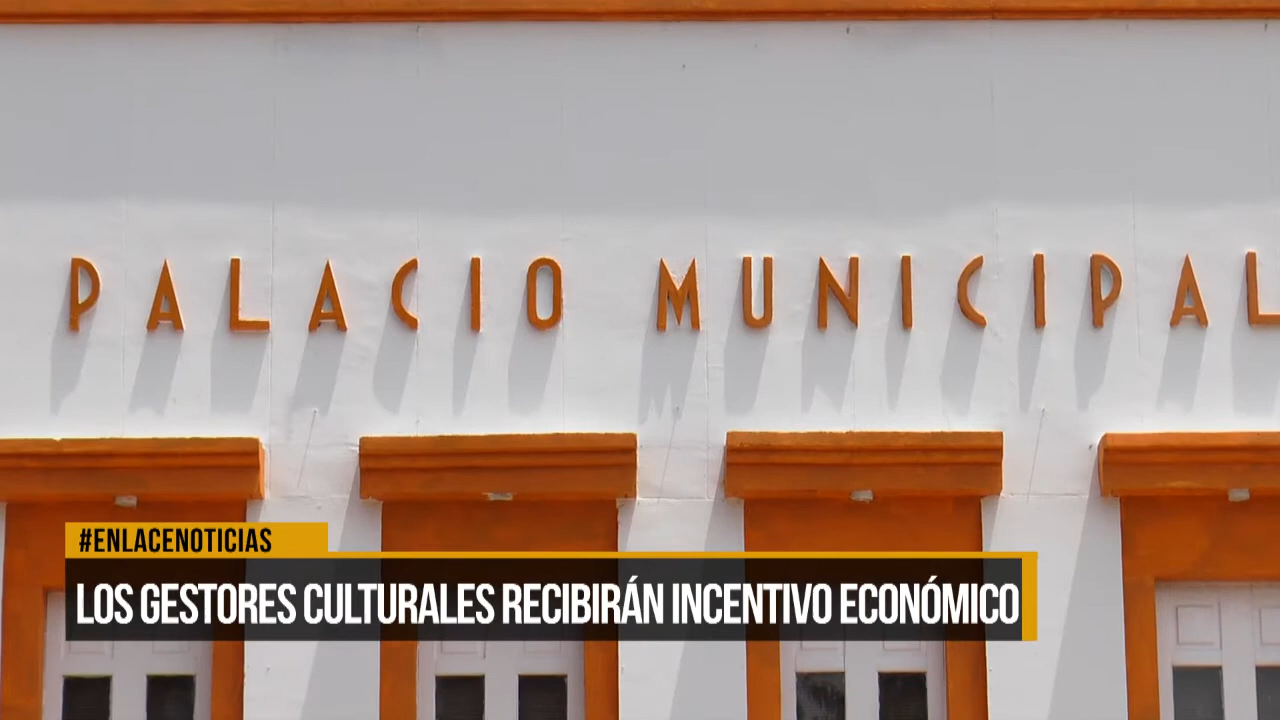 PALACIO MUNICIPAL
#ENLACENOTICIAS
LOS GESTORES CULTURALES RECIBIRÁN INCENTIVO ECONÓMICO